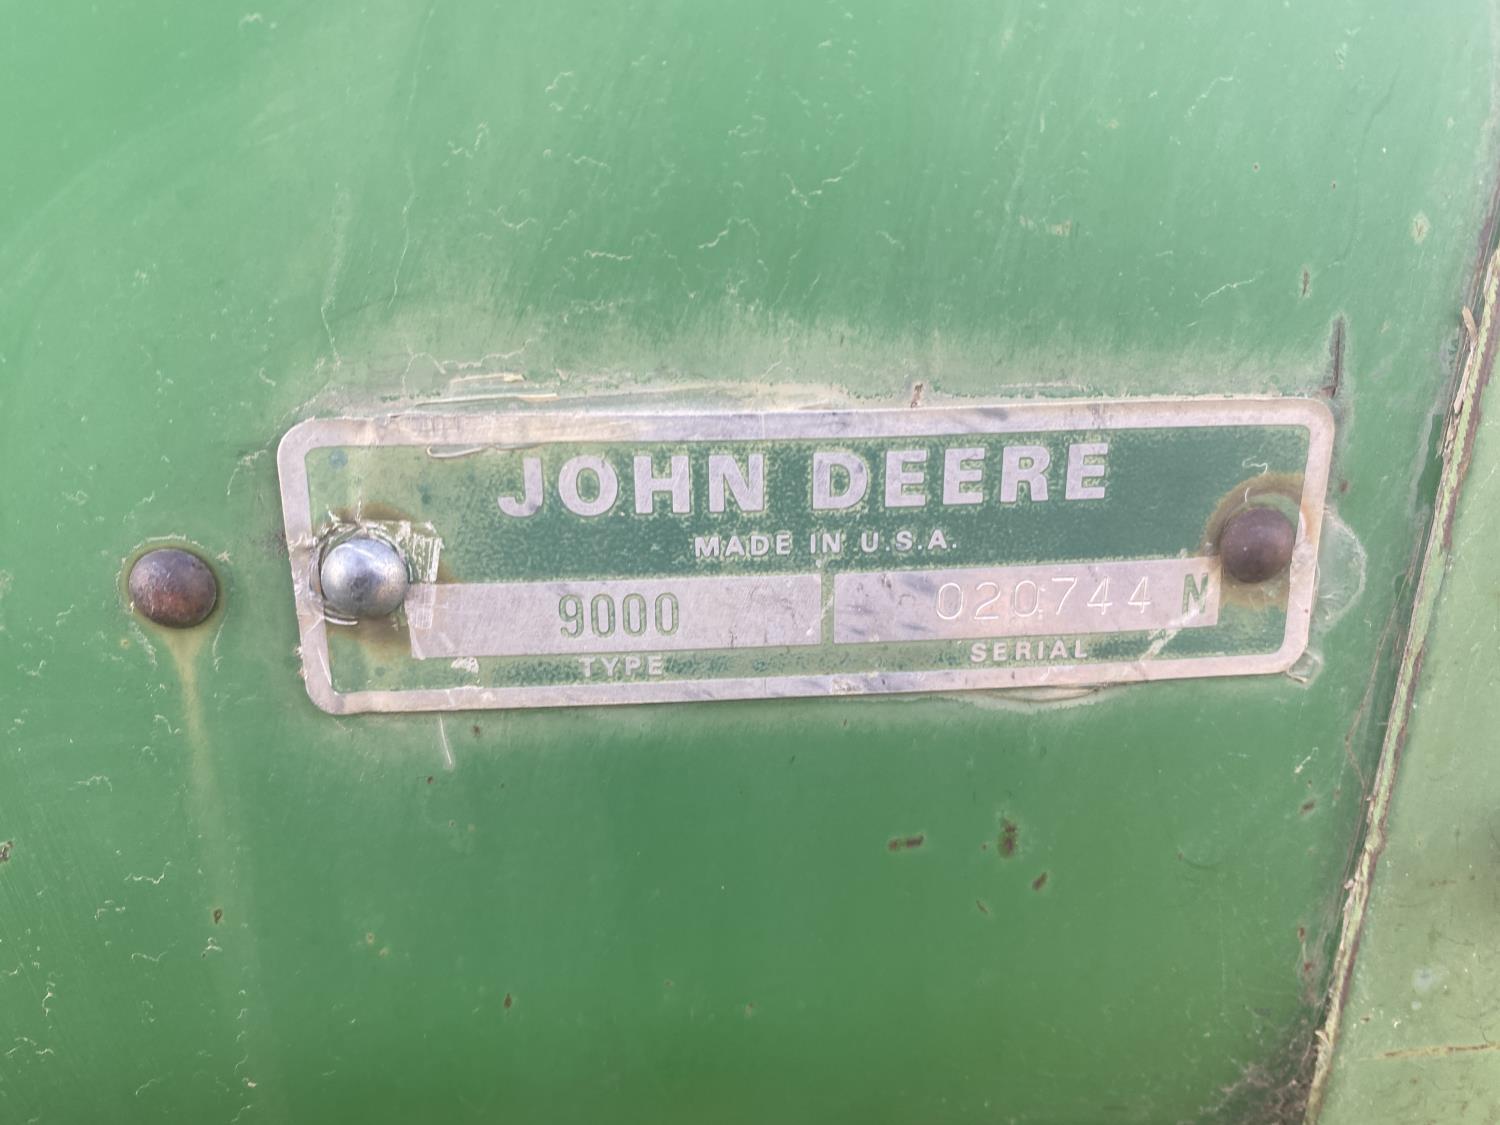 JOHN DEERE
MADE IN U.S.A.
9000 020744 N
TYPE SERIAL